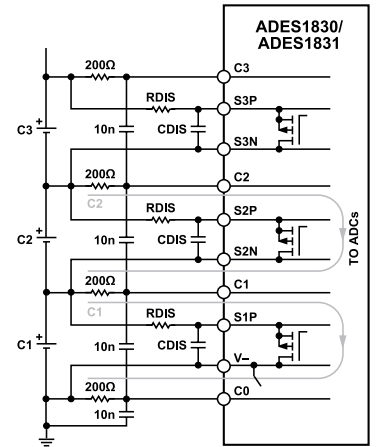 ADES1830/
ADES1831
200Ω
C3
RDIS
S3P
C3
+
10n
CDIS
S3N
200Ω
C2
C2
RDIS
S2P
C2
+
10n
CDIS
S2N
TO ADCs
200Ω
C1
C1
RDIS
S1P
C1
+
10n
CDIS
V–
200Ω
C0
10n